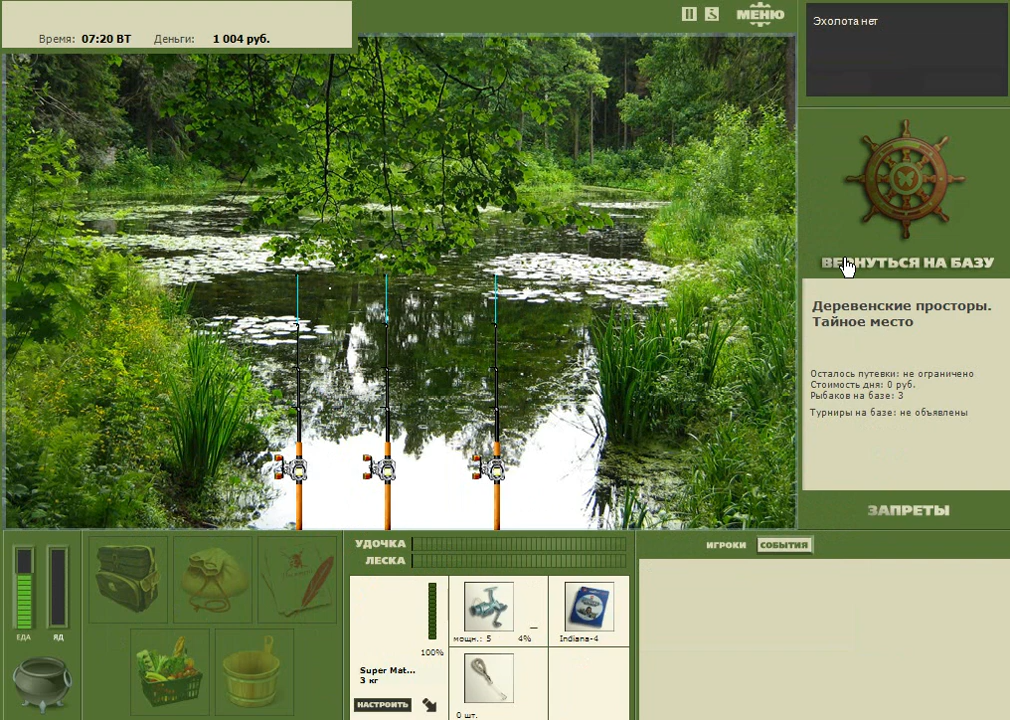 Время: 07:20 ВТ Деньги: 1 004 руб.
МЕНЮ
Эхолота нет
ВЕРНУТЬСЯ НА БАЗУ
Деревенские просторы.
Тайное место
Осталось путевки: не ограничено
Стоимость дня: 0 руб.
Рыбаков на базе: 3
Турниры на базе: не объявлены
ЗАПРЕТЫ
ЕДА ЯД
УДОЧКА
ЛЕСКА
100%
Super Mat...
3 кг
НАСТРОИТЬ
мощн.: 5 4%
Indiana-4
0 шт.
ИГРОКИ СОБЫТИЯ